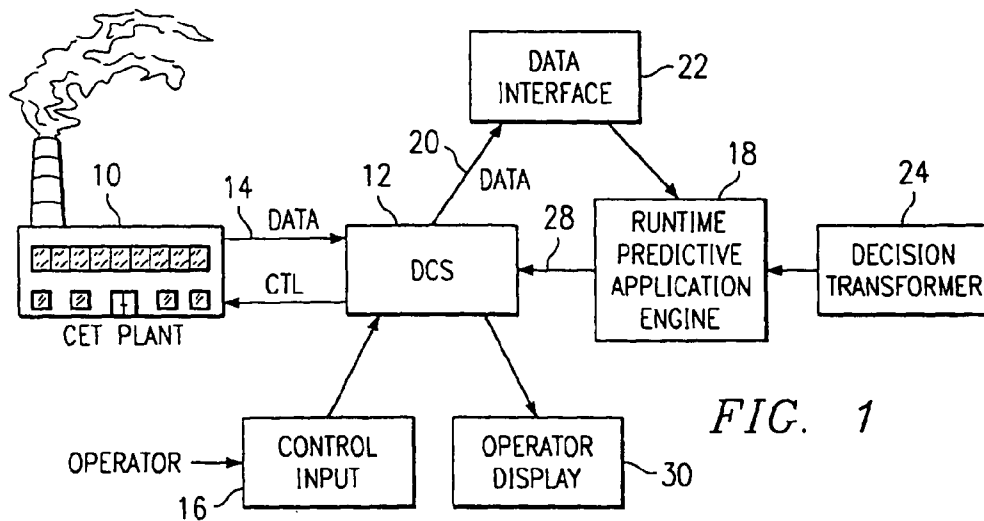 DATA
INTERFACE
22
20
DATA
10
14
DATA
12
18
24
DCS
28
RUNTIME
PREDICTIVE
APPLICATION
ENGINE
DECISION
TRANSFORMER
CTL
CET PLANT
FIG. 1
OPERATOR
CONTROL
INPUT
16
OPERATOR
DISPLAY
30